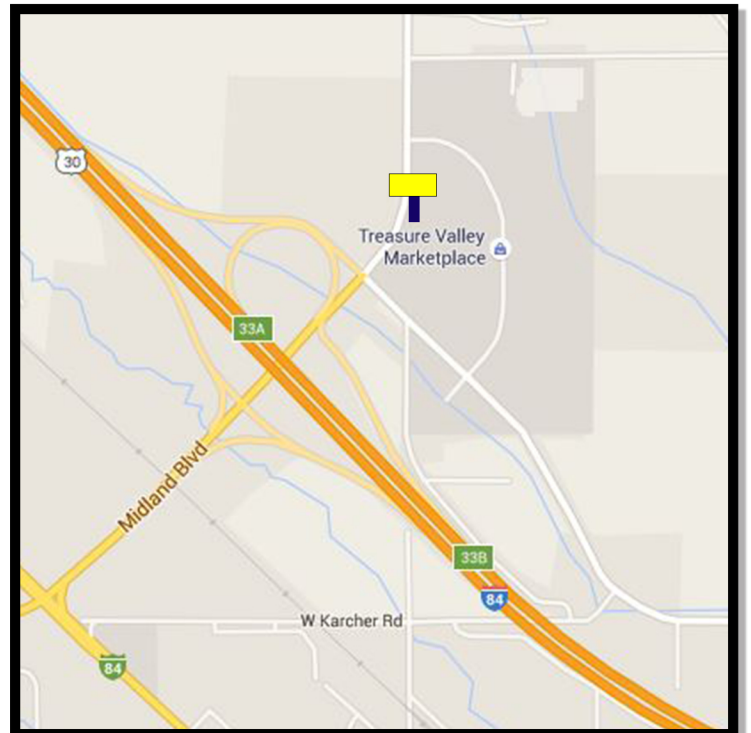 30
Treasure Valley
Marketplace
33A
Midland Blvd
33B
84
W Karcher Rd
84